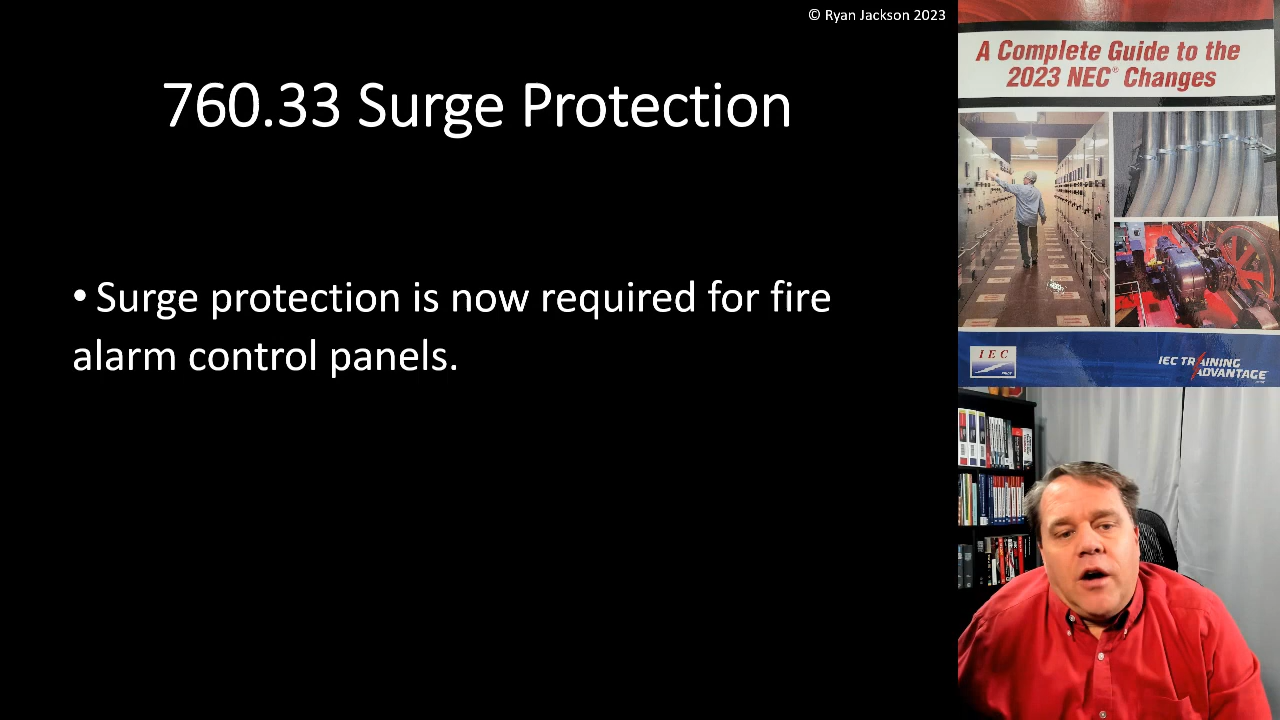 © Ryan Jackson 2023
760.33 Surge Protection
• Surge protection is now required for fire
alarm control panels.
A Complete Guide to the
2023 NEC® Changes
IEC
IEC TRAINING
ADVANTAGE